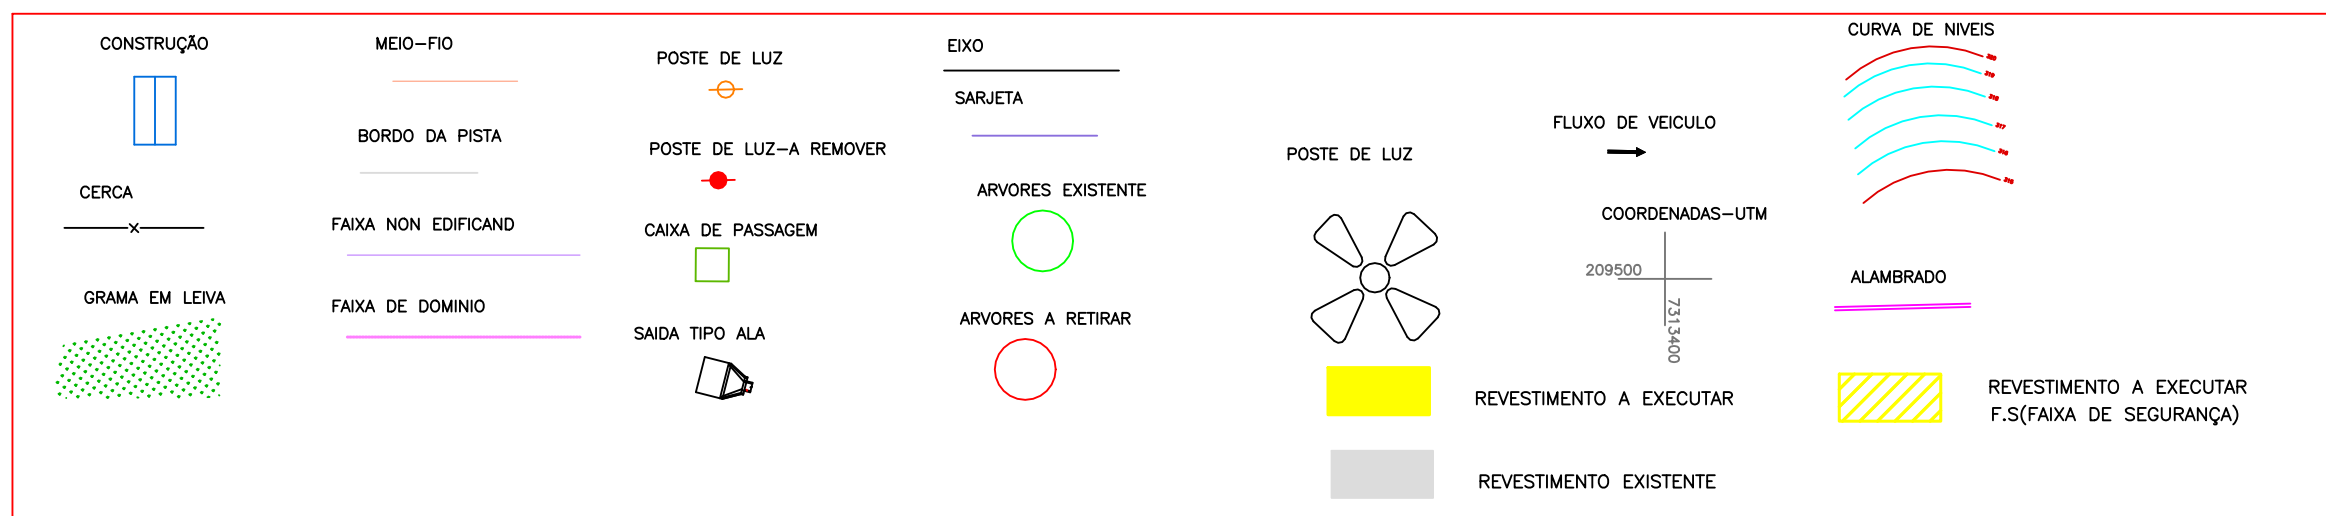 CONSTRUÇÃO
CERCA
GRAMA EM LEIVA
MEIO-FIO
BORDO DA PISTA
FAIXA NON EDIFICAND
FAIXA DE DOMINIO
POSTE DE LUZ
POSTE DE LUZ-A REMOVER
CAIXA DE PASSAGEM
SAIDA TIPO ALA
EIXO
SARJETA
ARVORES EXISTENTE
ARVORES A RETIRAR
POSTE DE LUZ
REVESTIMENTO A EXECUTAR
REVESTIMENTO EXISTENTE
FLUXO DE VEICULO
COORDENADAS-UTM
209500
7313400
CURVA DE NIVEIS
317
ALAMBRADO
REVESTIMENTO A EXECUTAR
F.S(FAIXA DE SEGURANÇA)